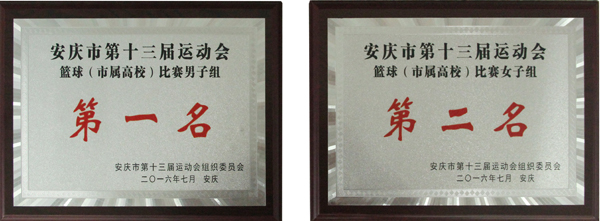 安庆市第十三届运动会
篮球（市属高校）比赛男子组
第一名
安庆市第十三届运动会组织委员会
二〇一六年七月 安庆
安庆市第十三届运动会
篮球（市属高校）比赛女子组
第二名
安庆市第十三届运动会组织委员会
二〇一六年七月 安庆